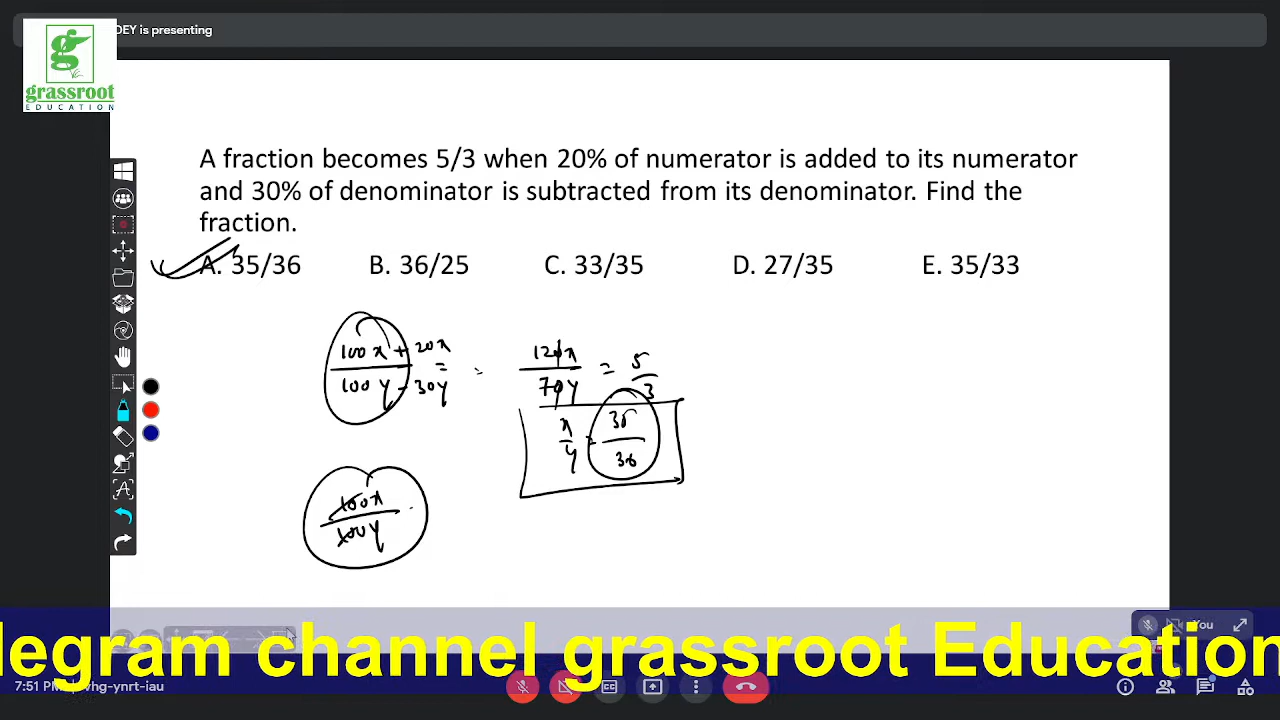 DEY is presenting
g
grassroot
EDUCATION
A fraction becomes 5/3 when 20% of numerator is added to its numerator
and 30% of denominator is subtracted from its denominator. Find the
fraction.
A. 35/36 B. 36/25 C. 33/35 D. 27/35 E. 35/33
100x + 20x
=
100y - 30y
=
120x
70y
=
5
3
x
y
=
35
36
100x
100y
You
legram channel grassroot Education
7:51 PM
vhg-ynrt-iau